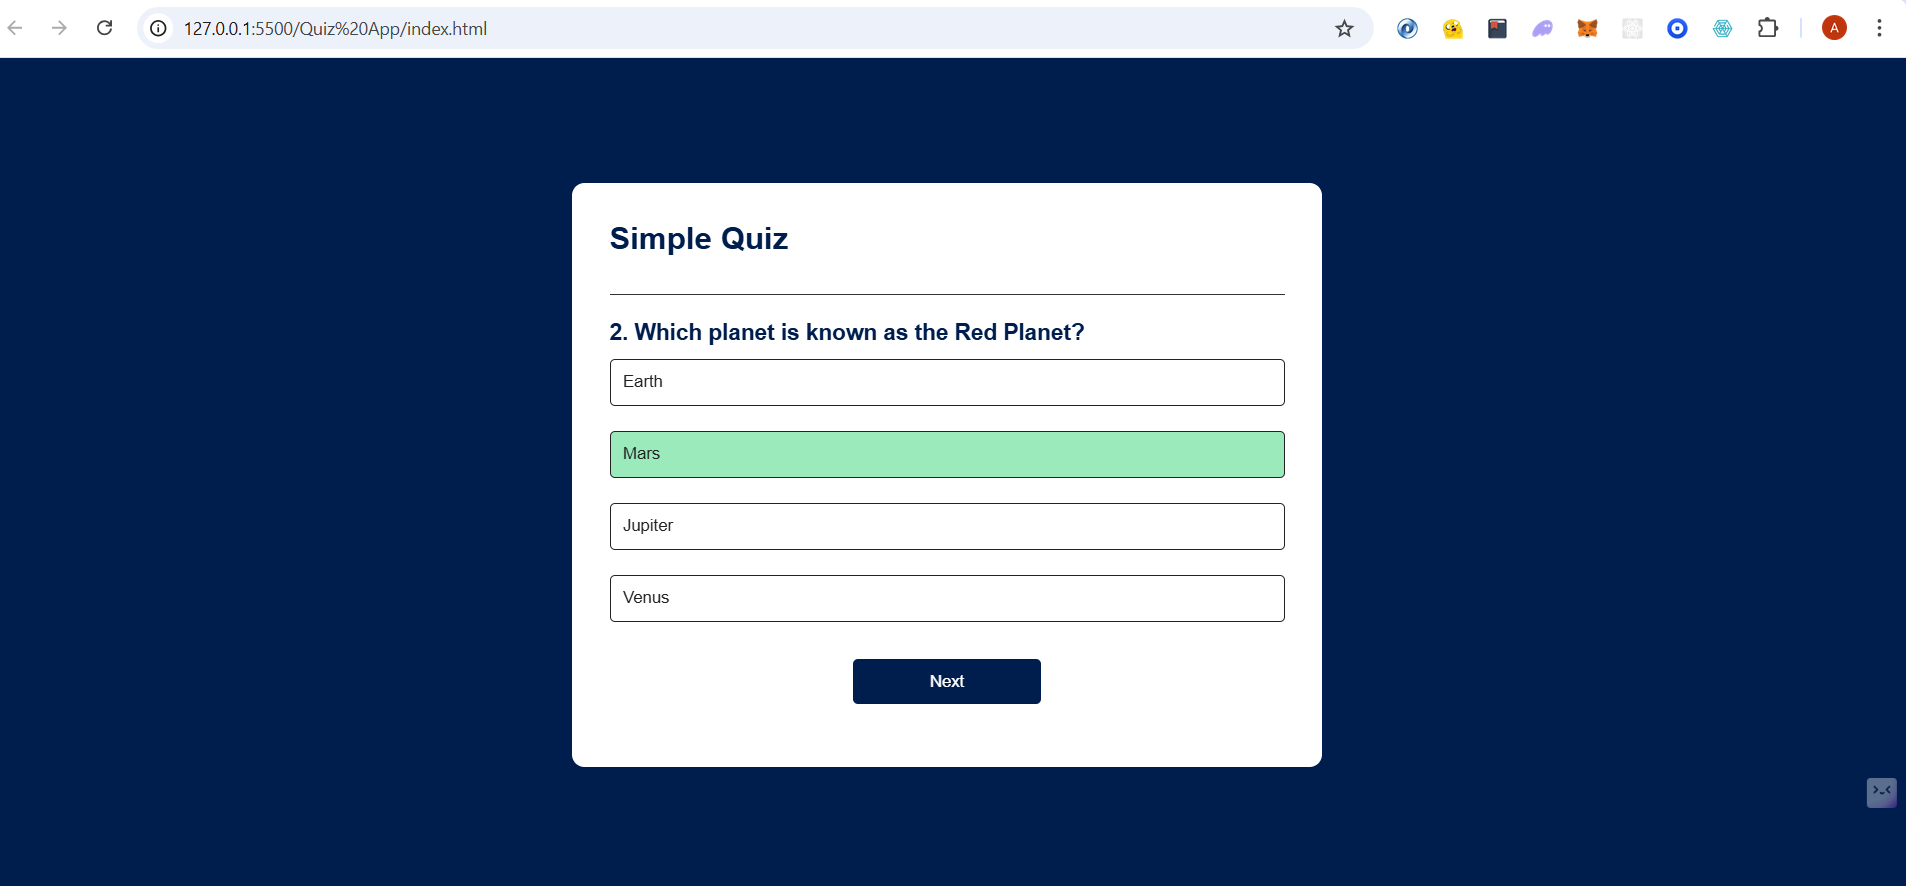 127.0.0.1:5500/Quiz%20App/index.html
A
Simple Quiz
2. Which planet is known as the Red Planet?
Earth
Mars
Jupiter
Venus
Next